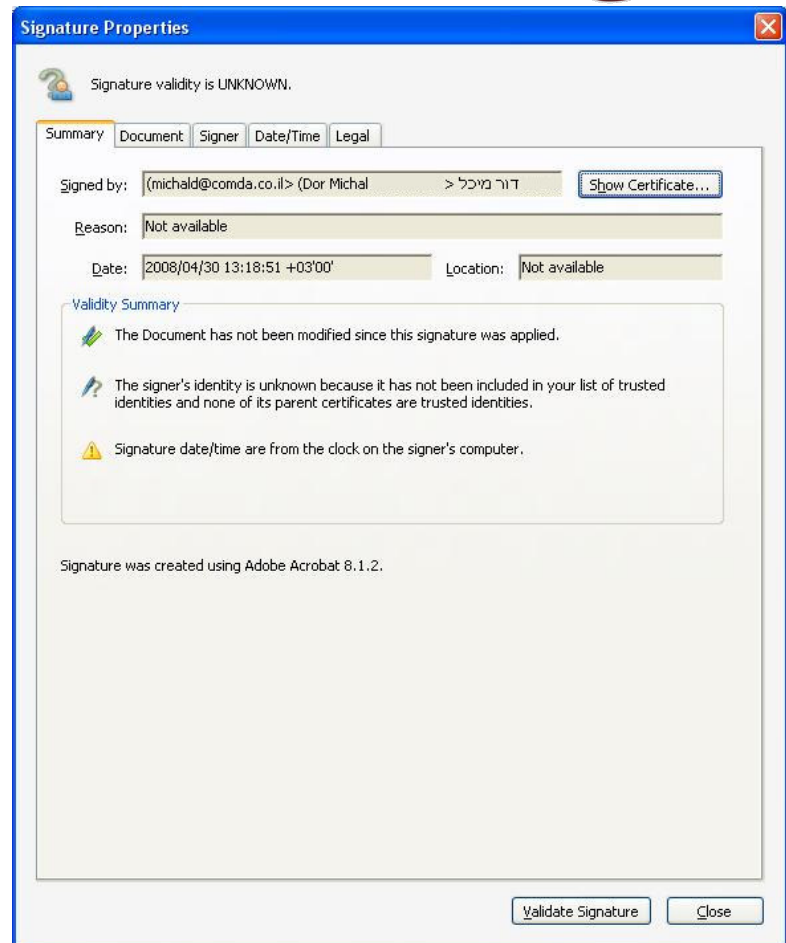 Signature Properties
Signature validity is UNKNOWN.
Summary Document Signer Date/Time Legal
Signed by: (michald@comda.co.il> (Dor Michal דור מיכל < Show Certificate...
Reason: Not available
Date: 2008/04/30 13:18:51 +03'00' Location: Not available
Validity Summary
The Document has not been modified since this signature was applied.
The signer's identity is unknown because it has not been included in your list of trusted
identities and none of its parent certificates are trusted identities.
Signature date/time are from the clock on the signer's computer.
Signature was created using Adobe Acrobat 8.1.2.
Validate Signature Close